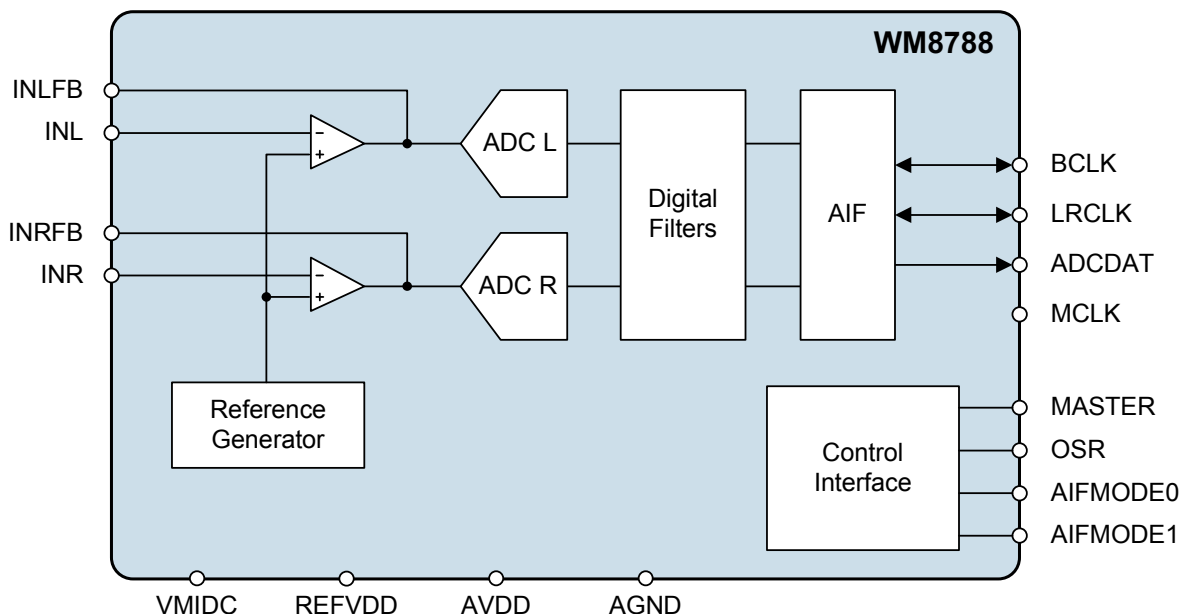 WM8788
INLFB
INL
INRFB
INR
−
+
−
+
ADC L
ADC R
Digital
Filters
AIF
BCLK
LRCLK
ADCDAT
MCLK
Reference
Generator
Control
Interface
MASTER
OSR
AIFMODE0
AIFMODE1
VMIDC
REFVDD
AVDD
AGND